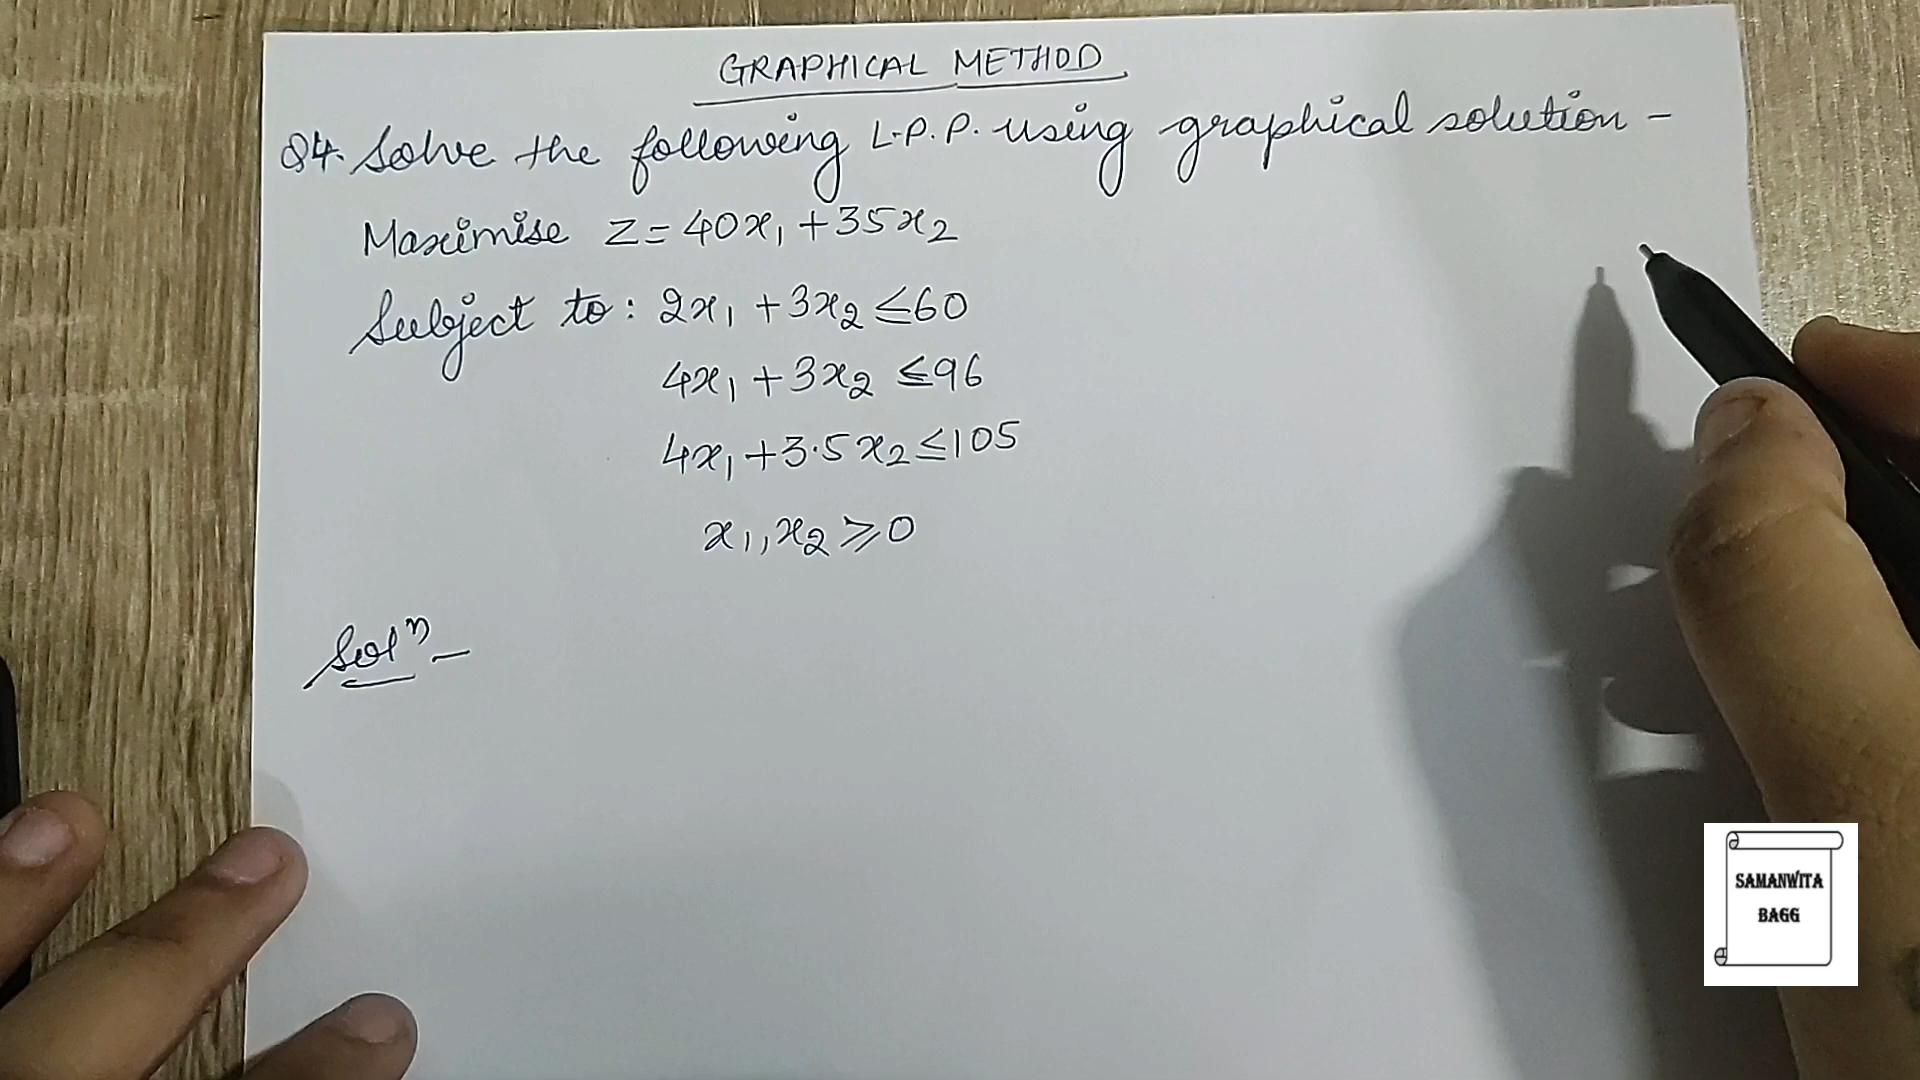 GRAPHICAL METHOD
Q4. Solve the following L.P.P. using graphical solution -
Maximise z = 40x₁ + 35x₂
Subject to: 2x₁ + 3x₂ ≤ 60
4x₁ + 3x₂ ≤ 96
4x₁ + 3.5x₂ ≤ 105
x₁, x₂ ≥ 0
Solⁿ -
SAMANWITA
BAGG